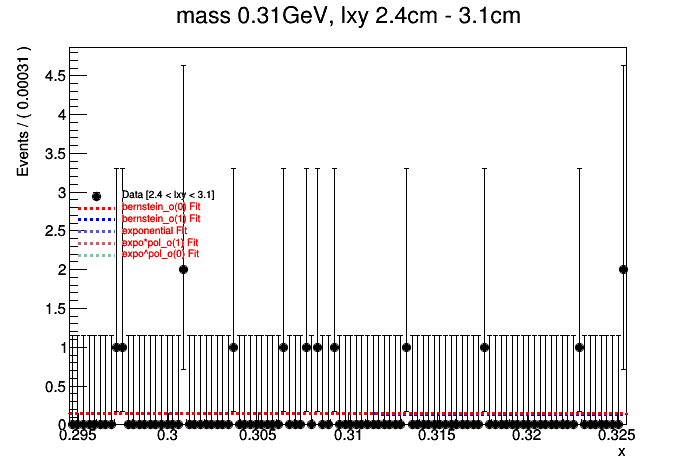 mass 0.31GeV, lxy 2.4cm - 3.1cm
Events / ( 0.00031 )
4.5
4
3.5
3
2.5
2
1.5
1
0.5
0
Data [2.4 < lxy < 3.1]
bernstein_o(0) Fit
bernstein_o(1) Fit
exponential Fit
expo*pol_o(1) Fit
expo^pol_o(0) Fit
0.295 0.3 0.305 0.31 0.315 0.32 0.325
x